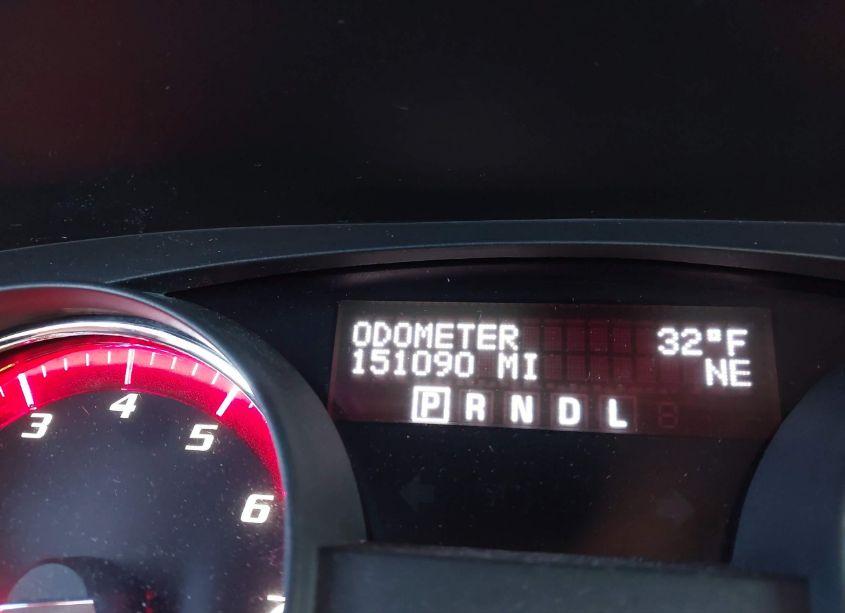 ODOMETER 32°F
151090 MI NE
P R N D L
3 4 5 6